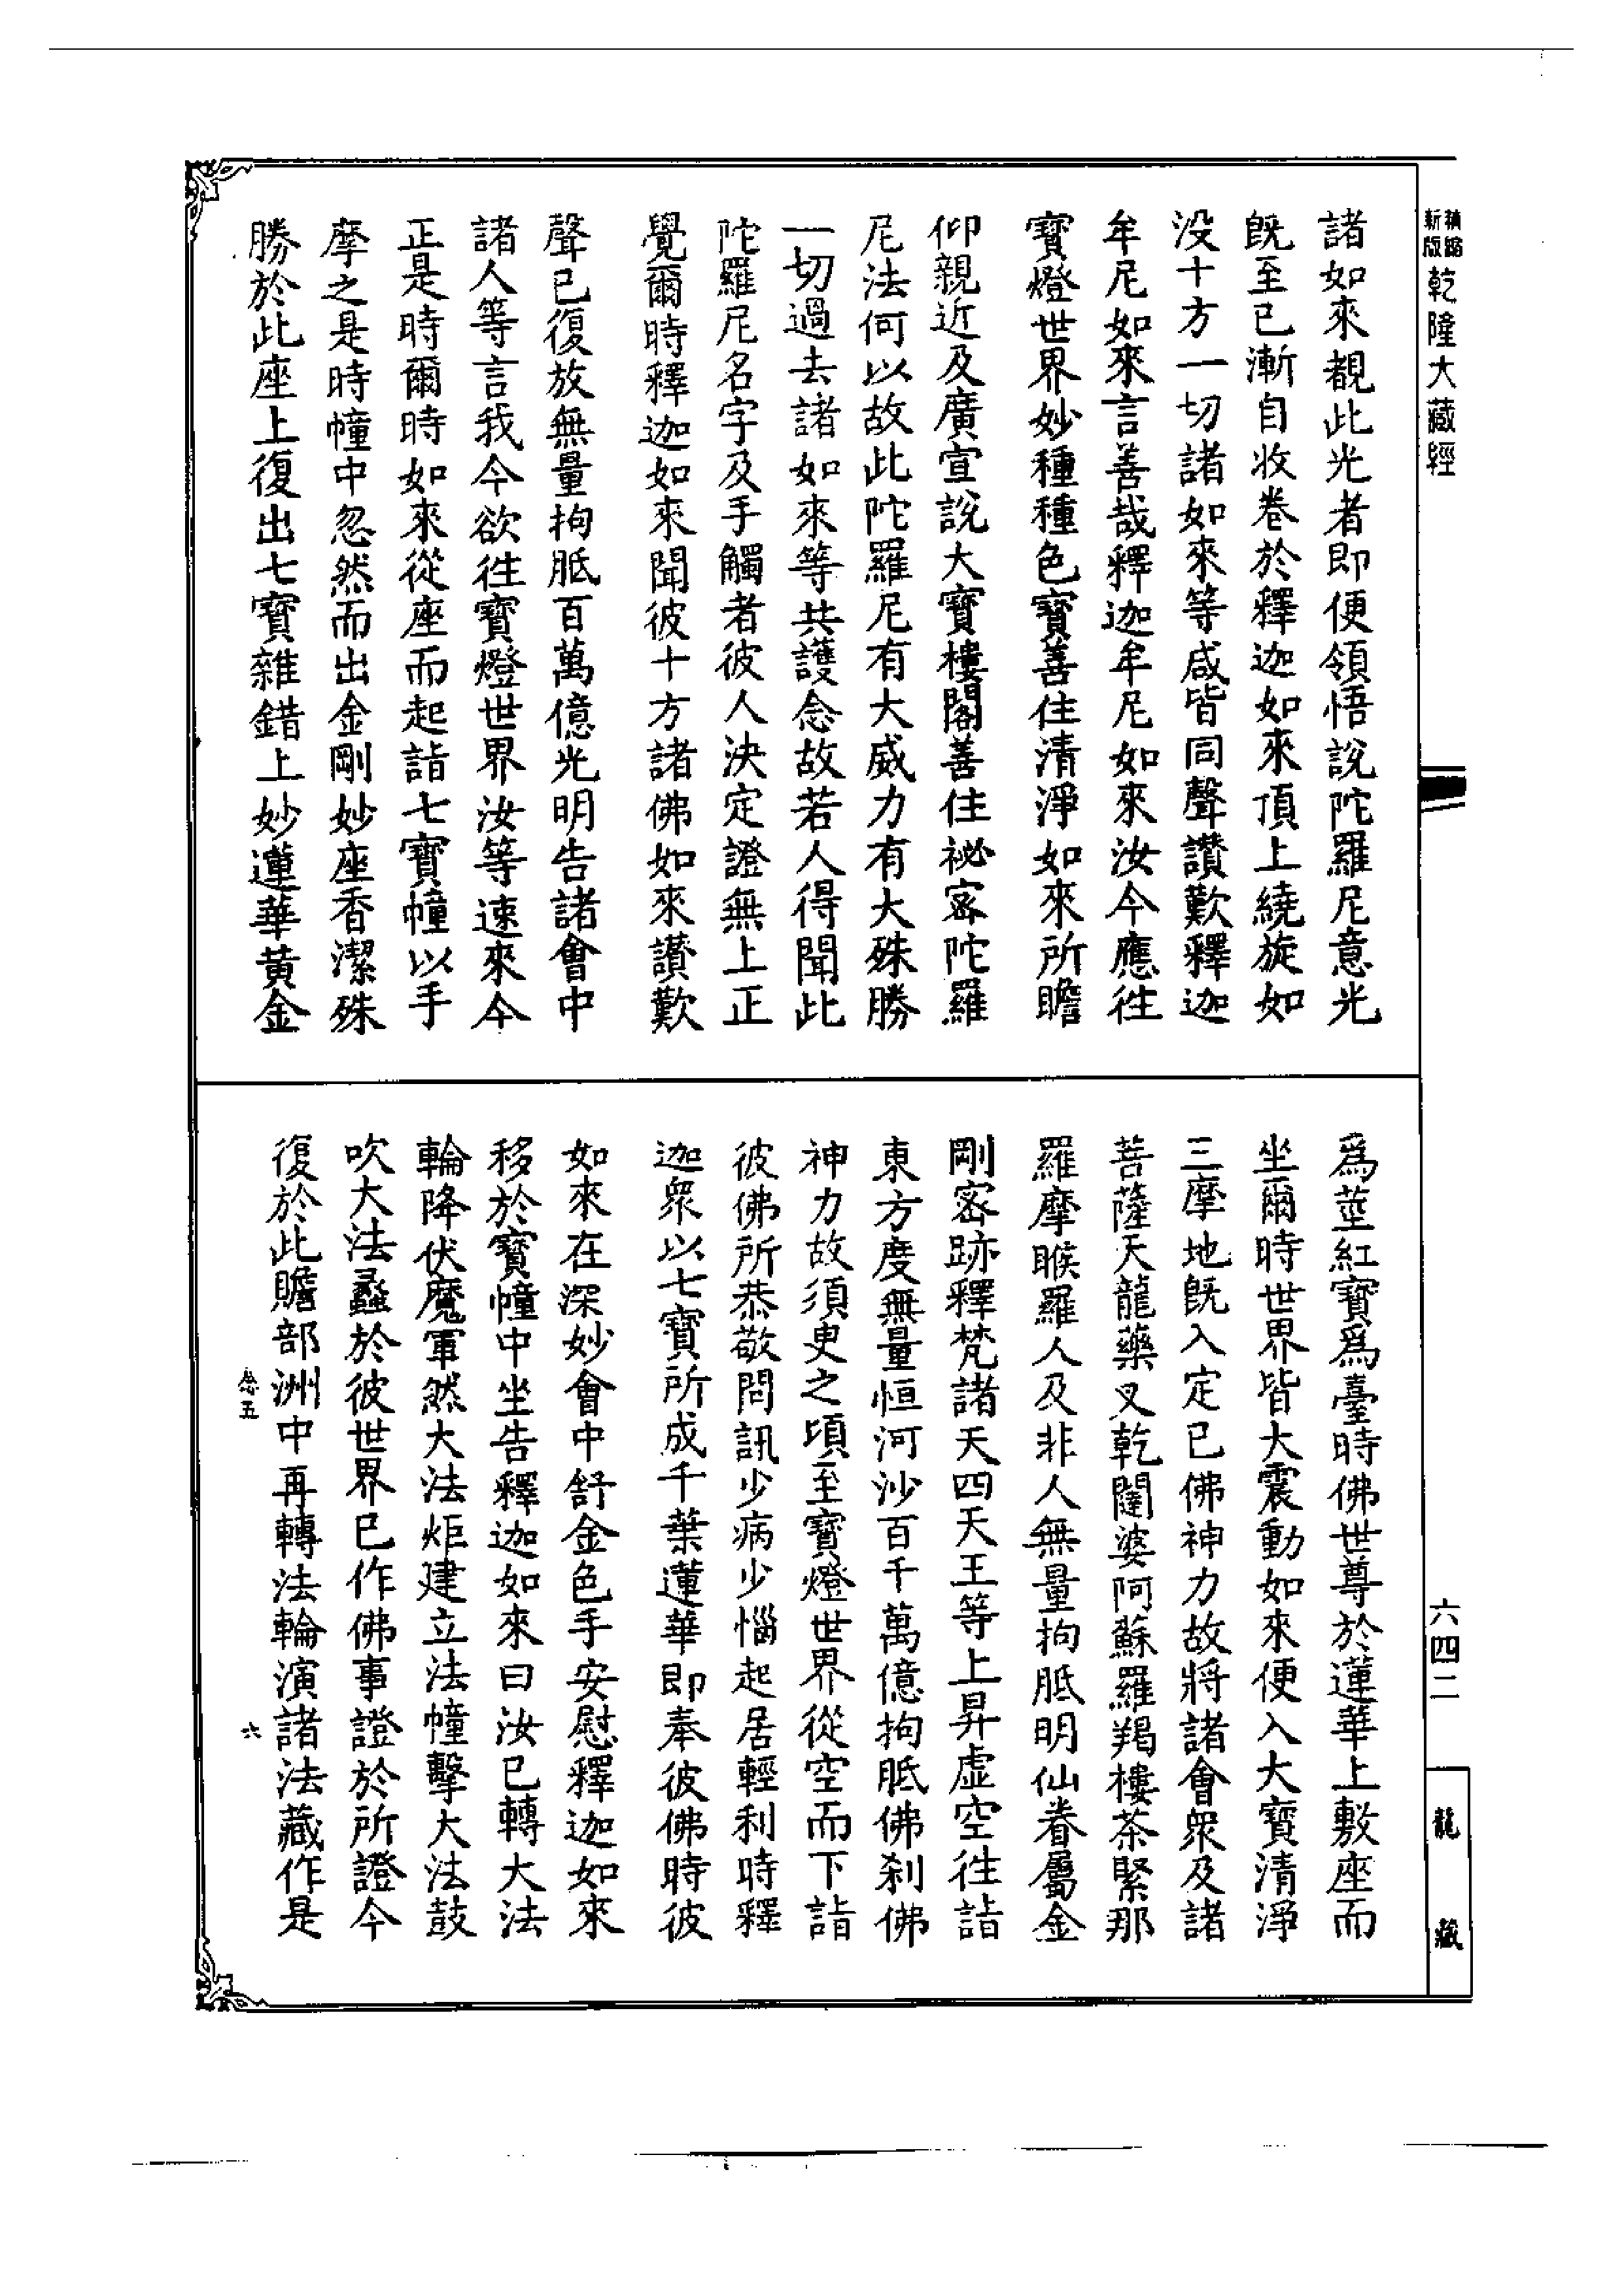 新版
縮
乾隆大藏經
諸如來覩此光者即便領悟說陀羅尼意光
既至已漸自收卷於釋迦如來頂上繞旋如
没十方一切諸如來等咸皆同聲讃歎釋迦
牟尼如來言善哉釋迦牟尼如來汝今應往
寶燈世界妙種種色寶善住清淨如來所瞻
仰親近及廣宣說大寶樓閣善住祕密陀羅
尼法何以故此陀羅尼有大威力有大殊勝
一切過去諸如來等共護念故若人得聞此
陀羅尼名字及手觸者彼人決定證無上正
覺爾時釋迦如來聞彼十方諸佛如來讃歎
聲已復放無量拘胝百萬億光明告諸會中
諸人等言我今欲往寶燈世界汝等速來今
正是時爾時如來從座而起詣七寶幢以手
摩之是時幢中忽然而出金剛妙座香潔殊
勝於此座上復出七寶雜錯上妙蓮華黄金
爲莖紅寶爲臺時佛世尊於蓮華上敷座而
坐爾時世界皆大震動如來便入大寶清淨
三摩地既入定已佛神力故將諸會衆及諸
菩薩天龍藥叉乾闥婆阿蘇羅羯樓荼緊那
羅摩睺羅人及非人無量拘胝明仙眷屬金
剛密跡釋梵諸天四天王等上昇虛空往詣
東方度無量恒河沙百千萬億拘胝佛刹佛
神力故須臾之頃至寶燈世界從空而下詣
彼佛所恭敬問訊少病少惱起居輕利時釋
迦衆以七寶所成千葉蓮華即奉彼佛時彼
如來在深妙會中舒金色手安慰釋迦如來
移於寶幢中坐告釋迦如來曰汝已轉大法
輪降伏魔軍然大法炬建立法幢擊大法鼓
吹大法蠡於彼世界已作佛事證於所證今
復於此贍部洲中再轉法輪演諸法藏作是
五
六
六四二
龍藏